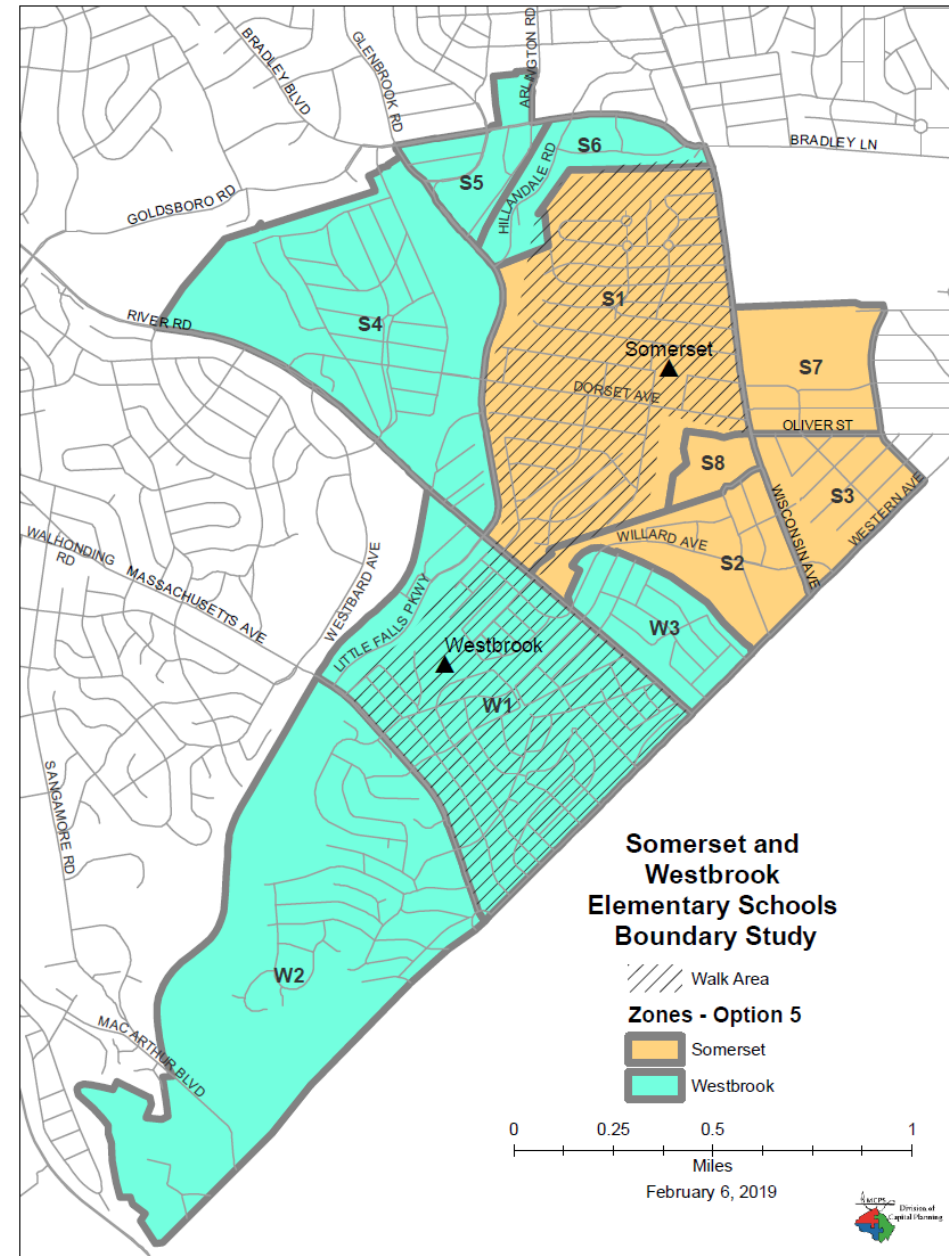 BRADLEY BLVD
GLENBROOK RD
ARLINGTON RD
BRADLEY LN
S6
HILLANDALE RD
S5
GOLDSBORO RD
S1
RIVER RD
S4
Somerset
S7
DORSET AVE
OLIVER ST
S8
S3
WISCONSIN AVE
WESTERN AVE
WILLARD AVE
S2
WALHONDING
RD
MASSACHUSETTS AVE
WESTBARD AVE
LITTLE FALLS PKWY
W3
Westbrook
W1
SANGAMORE RD
W2
MAC ARTHUR BLVD
Somerset and
Westbrook
Elementary Schools
Boundary Study
Walk Area
Zones - Option 5
Somerset
Westbrook
0 0.25 0.5 1
Miles
February 6, 2019
MCPS
Division of
Capital Planning